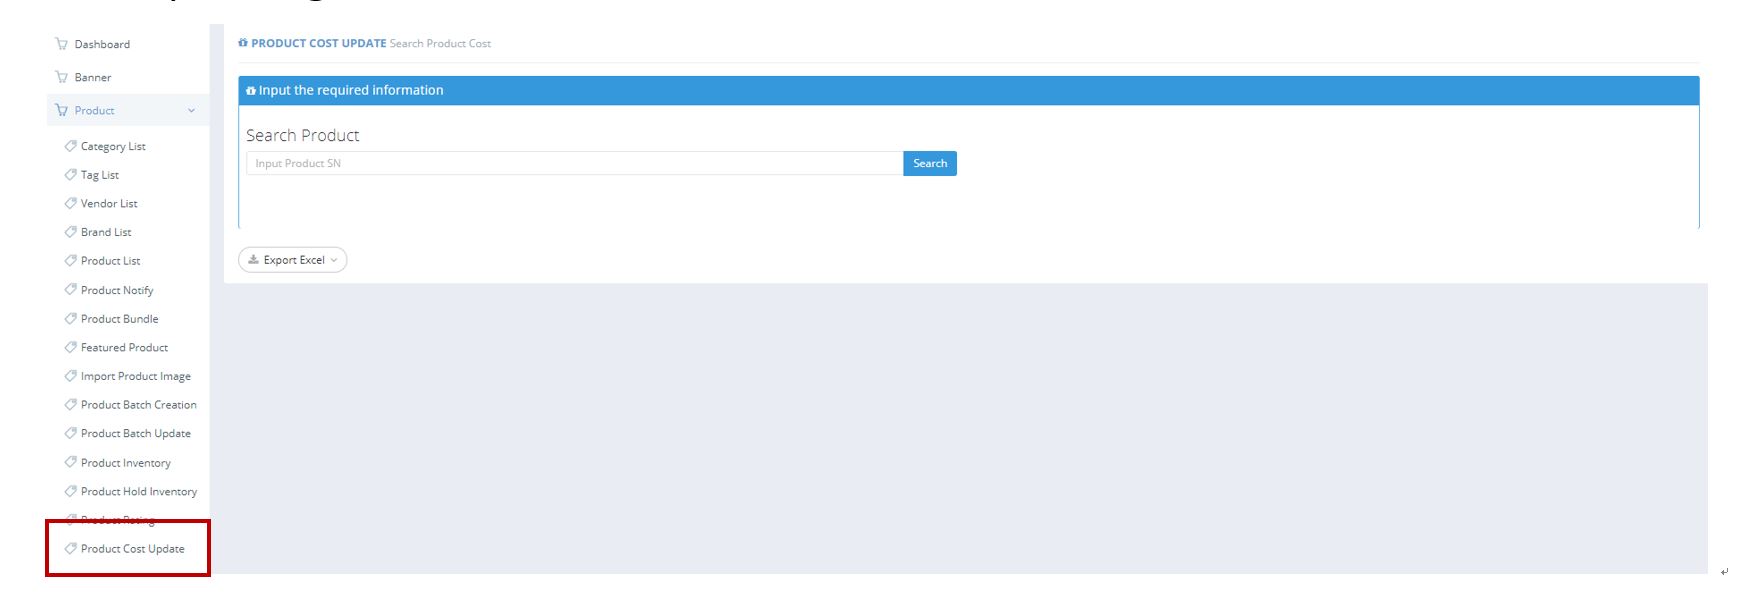 Dashboard
Banner
Product
Category List
Tag List
Vendor List
Brand List
Product List
Product Notify
Product Bundle
Featured Product
Import Product Image
Product Batch Creation
Product Batch Update
Product Inventory
Product Hold Inventory
Product Rating
Product Cost Update
PRODUCT COST UPDATE Search Product Cost
Input the required information
Search Product
Input Product SN
Search
Export Excel